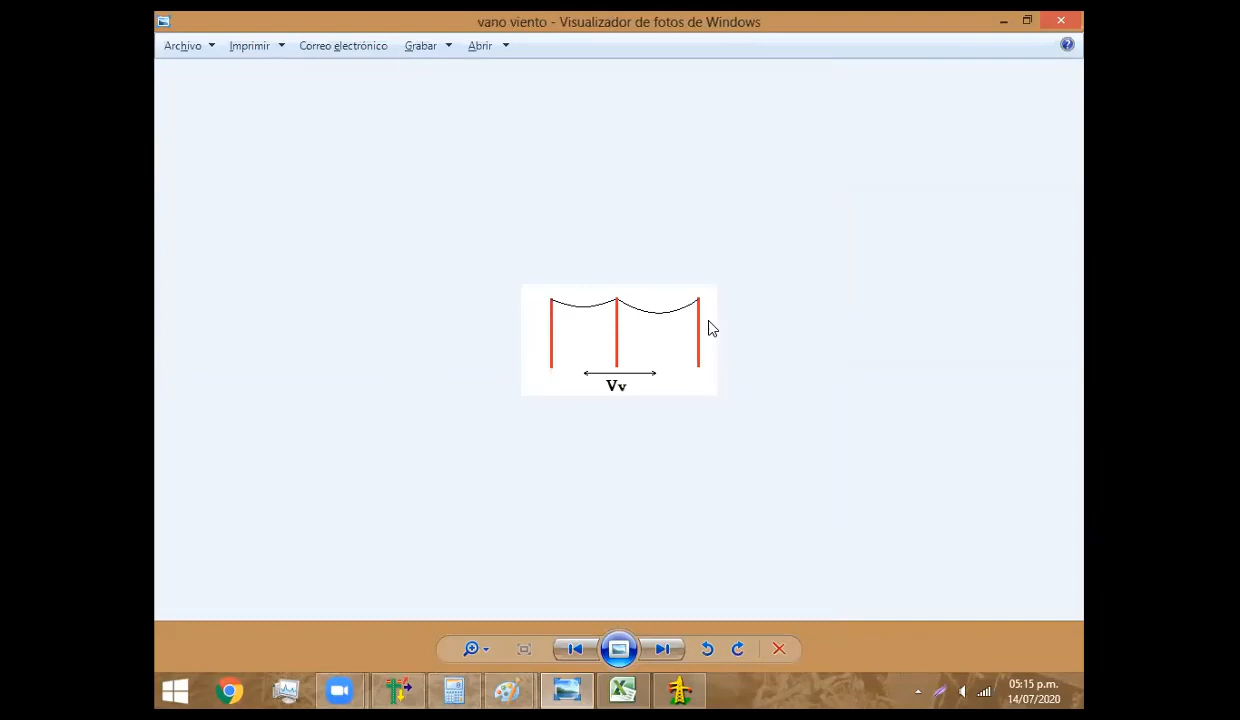 vano viento - Visualizador de fotos de Windows
Archivo Imprimir Correo electrónico Grabar Abrir
Vv
05:15 p.m.
14/07/2020